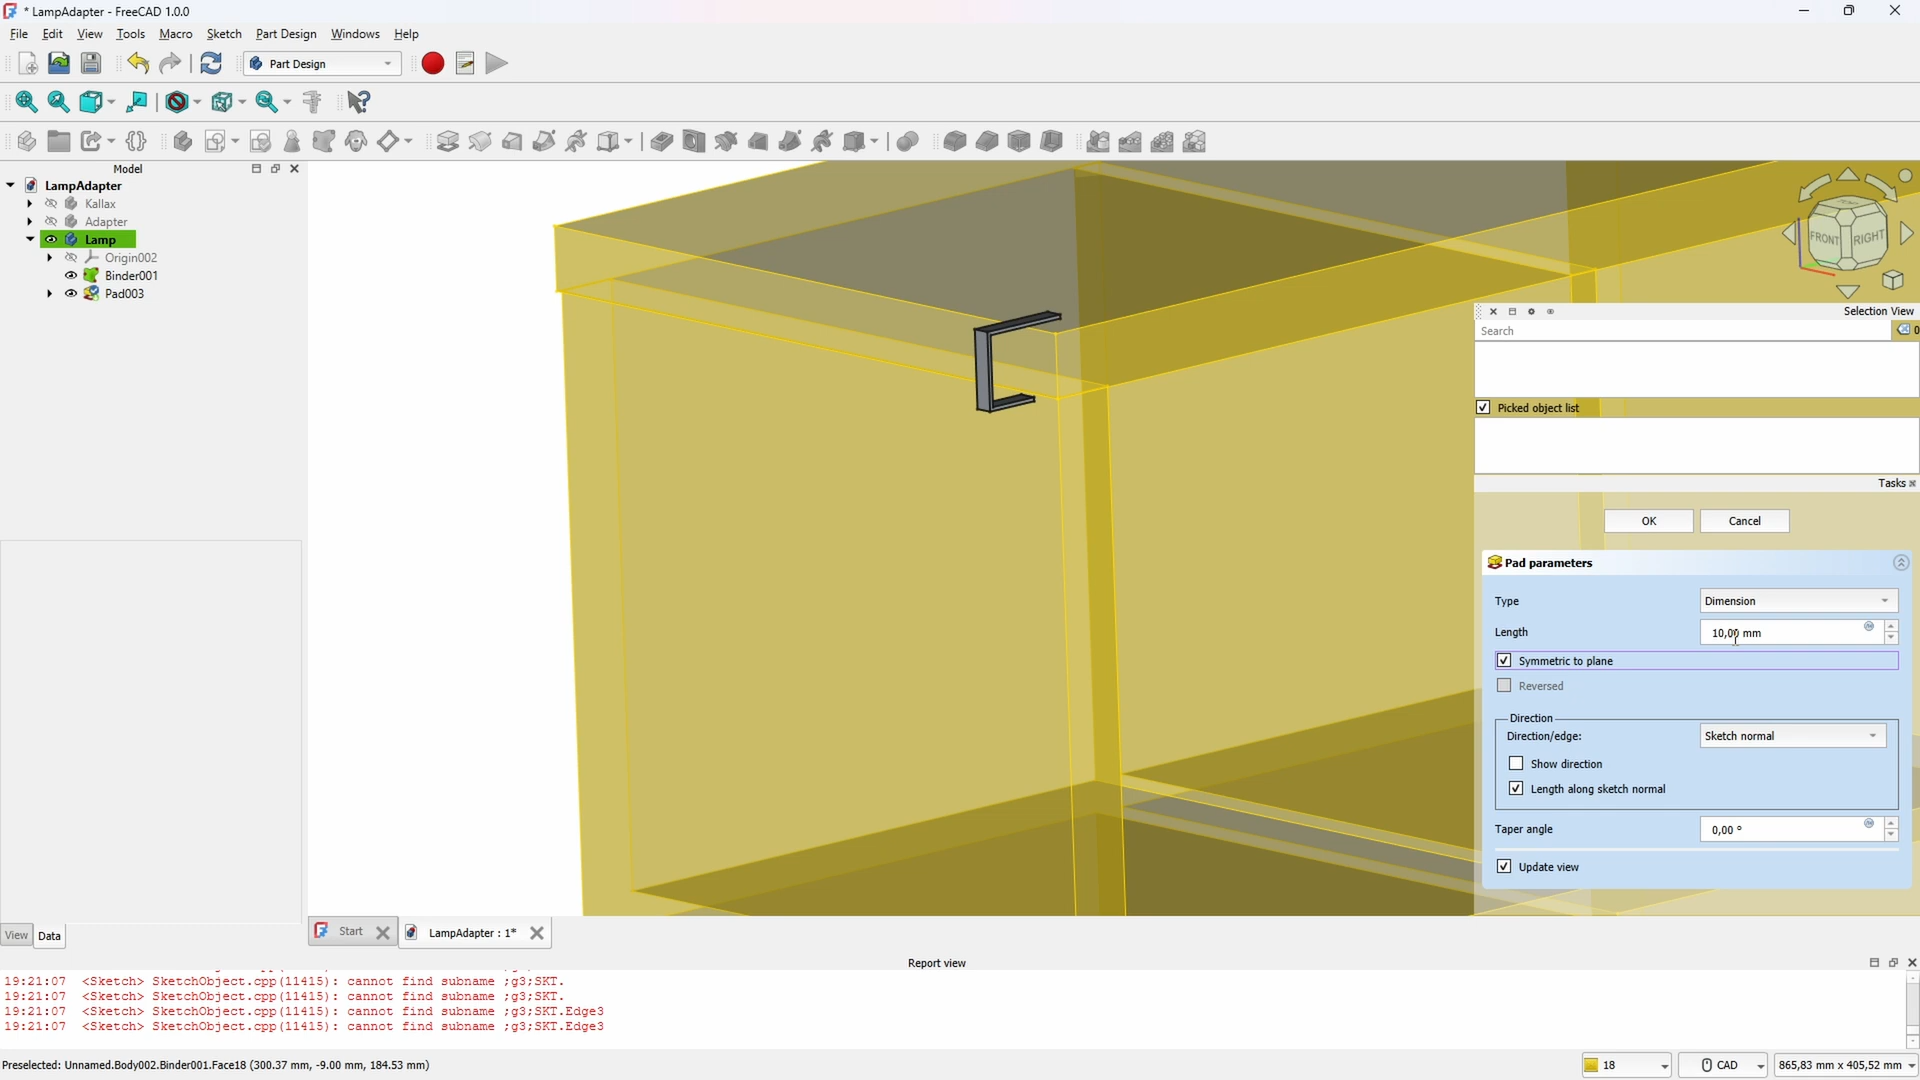 * LampAdapter - FreeCAD 1.0.0
File Edit View Tools Macro Sketch Part Design Windows Help
Part Design
Model
LampAdapter
Kallax
Adapter
Lamp
Origin002
Binder001
Pad003
TOP
FRONT RIGHT
Selection View
Search
0
Picked object list
Tasks
OK Cancel
Pad parameters
Type Dimension
Length 10,00 mm
Symmetric to plane
Reversed
Direction
Direction/edge: Sketch normal
Show direction
Length along sketch normal
Taper angle 0,00 °
Update view
View Data
Start LampAdapter : 1*
Report view
19:21:07 <Sketch> SketchObject.cpp(11415): cannot find subname ;g3;SKT.
19:21:07 <Sketch> SketchObject.cpp(11415): cannot find subname ;g3;SKT.
19:21:07 <Sketch> SketchObject.cpp(11415): cannot find subname ;g3;SKT.Edge3
19:21:07 <Sketch> SketchObject.cpp(11415): cannot find subname ;g3;SKT.Edge3
Preselected: Unnamed.Body002.Binder001.Face18 (300.37 mm, -9.00 mm, 184.53 mm)
18 CAD 865,83 mm x 405,52 mm